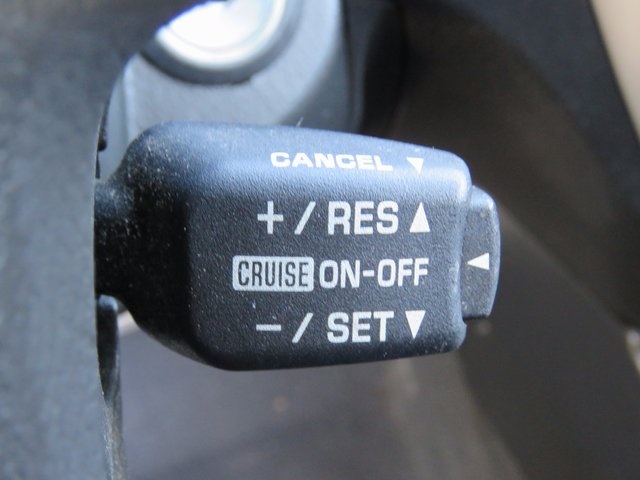 CANCEL ▼
+ / RES ▲
CRUISE ON-OFF ◀
− / SET ▼